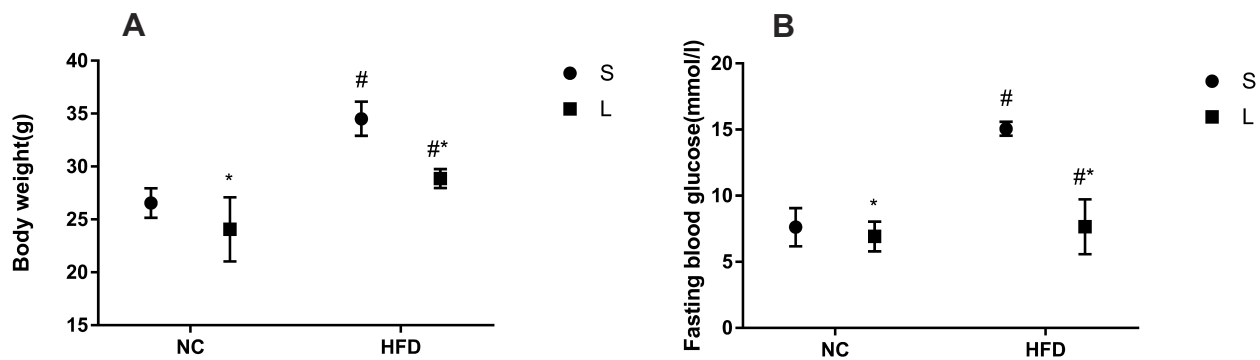 A
Body weight(g)
40
35
30
25
20
15
#
#*
*
NC
HFD
S
L
B
Fasting blood glucose(mmol/l)
20
15
10
5
0
#
#*
*
NC
HFD
S
L